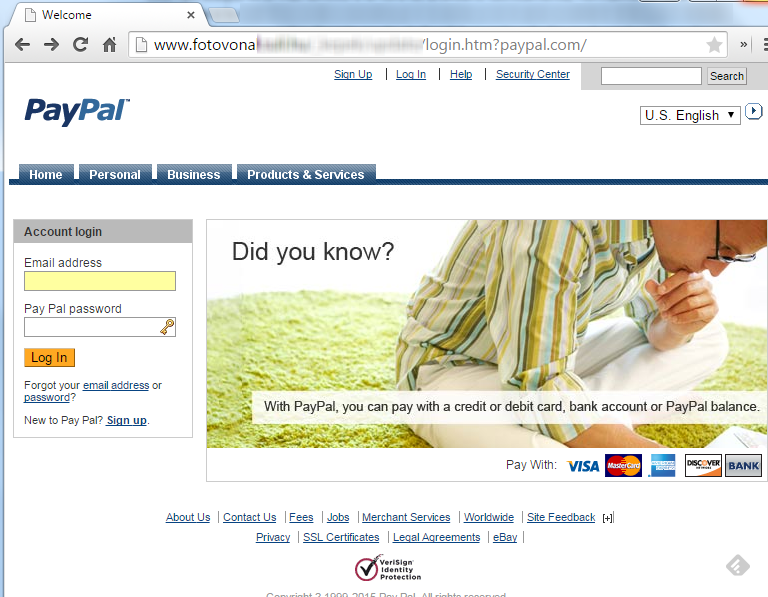 Welcome
www.fotovona /login.htm?paypal.com/
Sign Up | Log In | Help | Security Center Search
PayPal™
U.S. English
Home Personal Business Products & Services
Account login
Email address
Pay Pal password
Log In
Forgot your email address or
password?
New to Pay Pal? Sign up.
Did you know?
With PayPal, you can pay with a credit or debit card, bank account or PayPal balance.
Pay With: VISA MasterCard AMERICAN EXPRESS DISCOVER NETWORK BANK
About Us | Contact Us | Fees | Jobs | Merchant Services | Worldwide | Site Feedback [+]
Privacy | SSL Certificates | Legal Agreements | eBay |
VeriSign
Identity
Protection
Copyright ? 1999-2015 Pay Pal. All rights reserved.